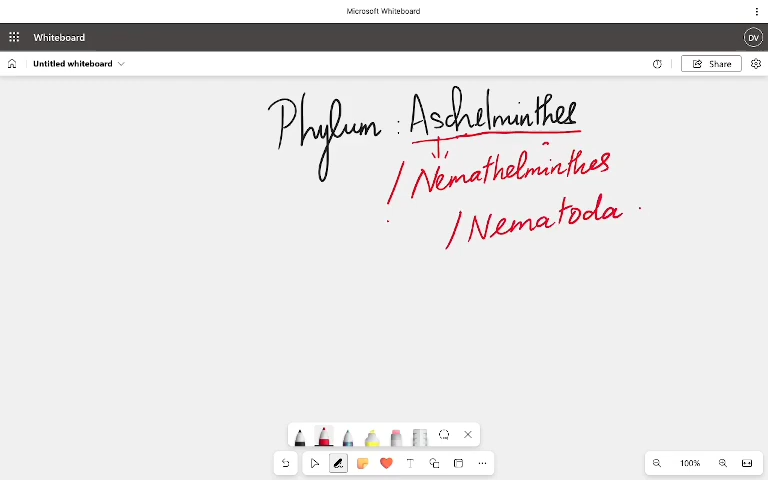 Microsoft Whiteboard
Whiteboard
DV
Untitled whiteboard
Share
Phylum : Aschelminthes
/ Nemathelminthes
/ Nematoda
100%